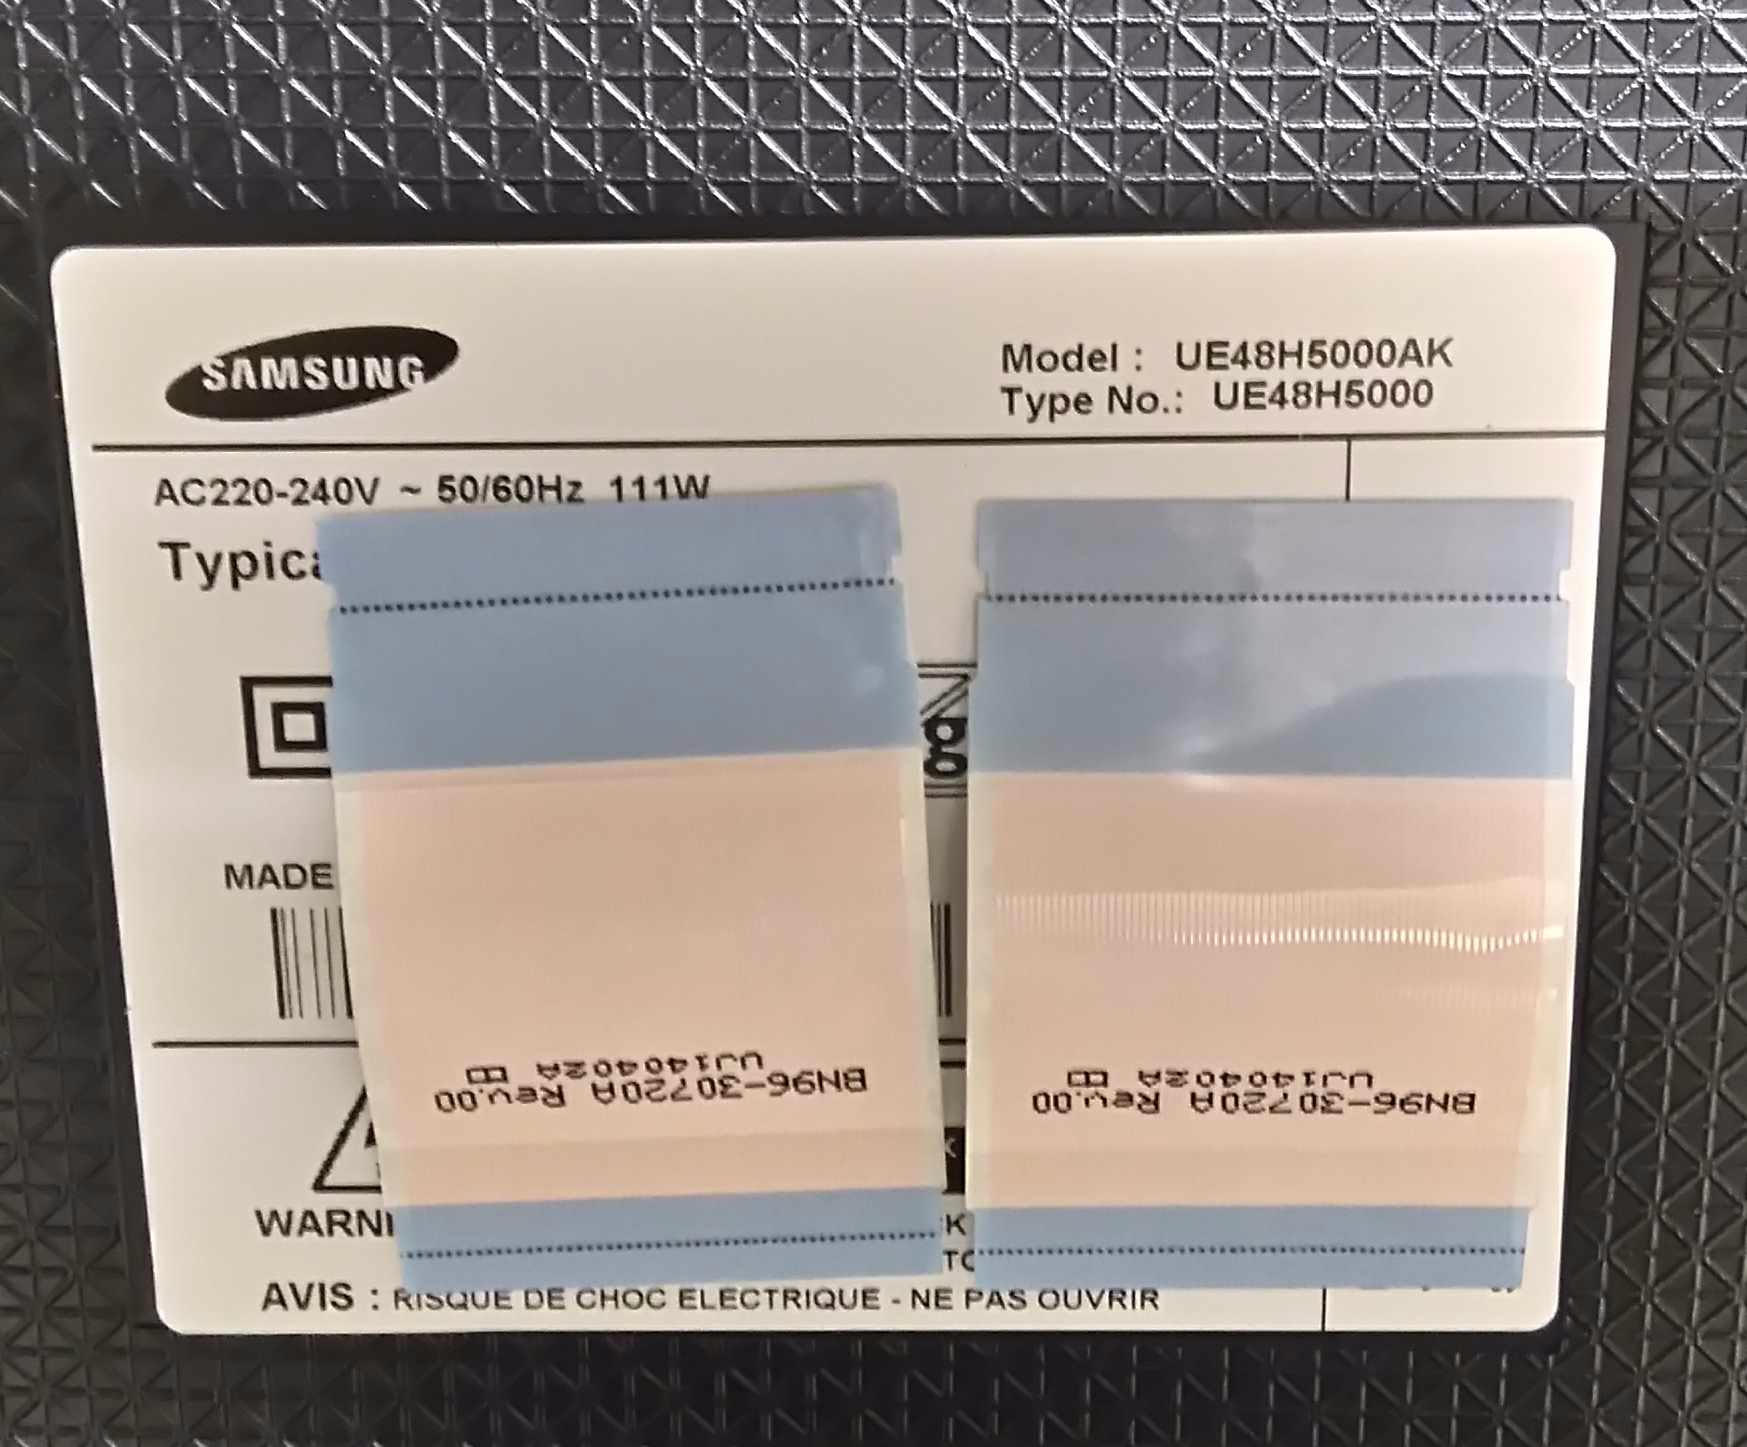 SAMSUNG
Model : UE48H5000AK
Type No.: UE48H5000
AC220-240V ~ 50/60Hz 111W
g
MADE
UJ140402A
BN96-30720A Rev.00
UJ140402A
BN96-30720A Rev.00
K
AVIS : RISQUE DE CHOC ELECTRIQUE - NE PAS OUVRIR